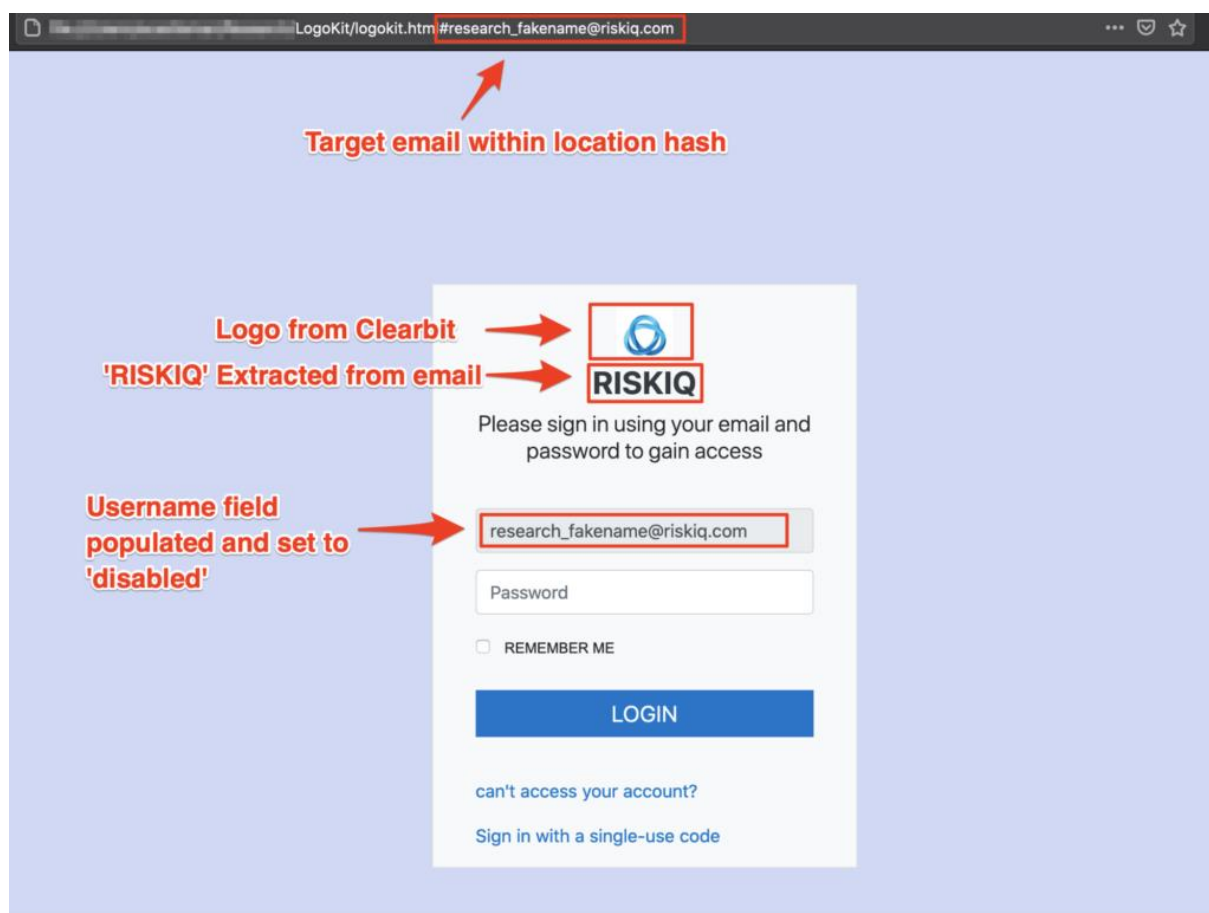 LogoKit/logokit.htm #research_fakename@riskiq.com
Target email within location hash
Logo from Clearbit
'RISKIQ' Extracted from email
RISKIQ
Please sign in using your email and
password to gain access
Username field
populated and set to
'disabled'
research_fakename@riskiq.com
Password
REMEMBER ME
LOGIN
can't access your account?
Sign in with a single-use code